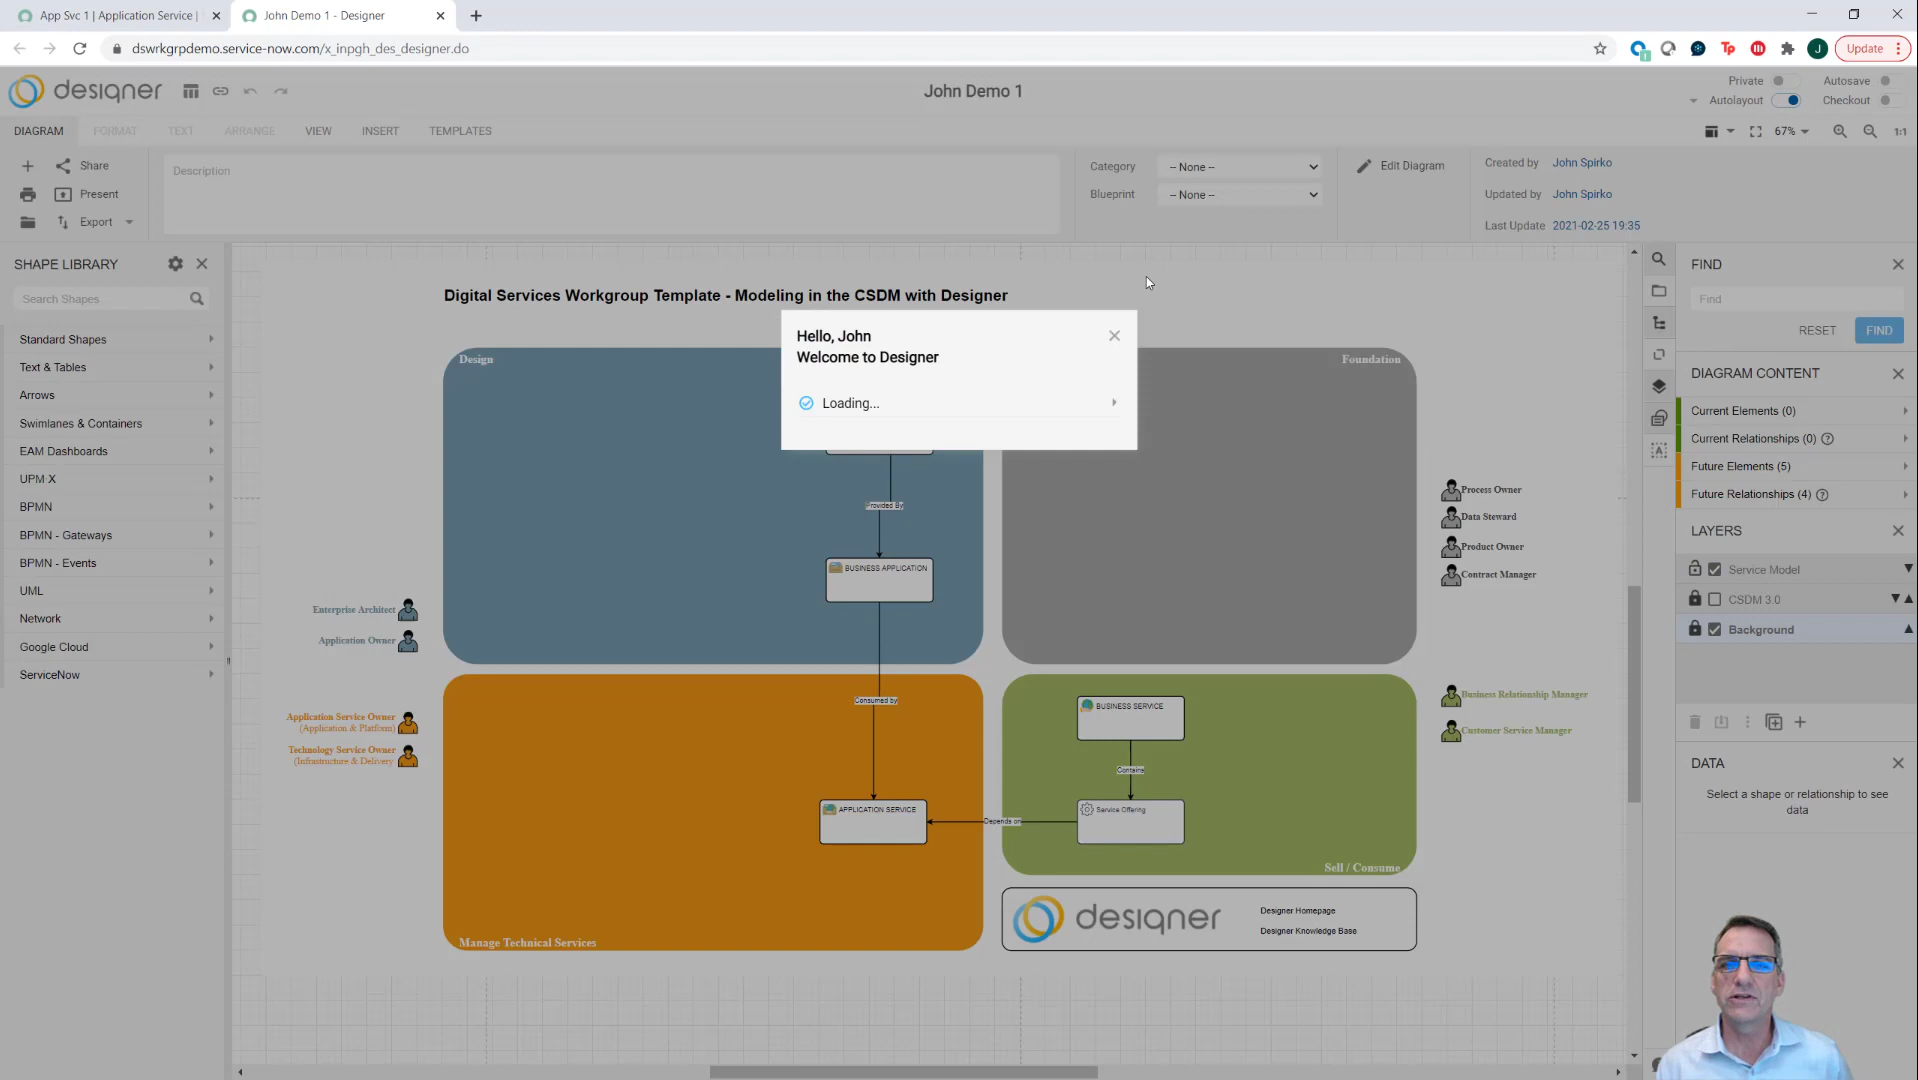 App Svc 1 | Application Service |
John Demo 1 - Designer
dswrkgrpdemo.service-now.com/x_inpgh_des_designer.do
Update
designer
John Demo 1
Private
Autosave
Autolayout
Checkout
DIAGRAM
FORMAT
TEXT
ARRANGE
VIEW
INSERT
TEMPLATES
67%
1:1
Share
Present
Export
Description
Category
-- None --
Blueprint
-- None --
Edit Diagram
Created by John Spirko
Updated by John Spirko
Last Update 2021-02-25 19:35
SHAPE LIBRARY
Search Shapes
Standard Shapes
Text & Tables
Arrows
Swimlanes & Containers
EAM Dashboards
UPM X
BPMN
BPMN - Gateways
BPMN - Events
UML
Network
Google Cloud
ServiceNow
Digital Services Workgroup Template - Modeling in the CSDM with Designer
Design
Foundation
Hello, John
Welcome to Designer
Loading...
Provided By
BUSINESS APPLICATION
Enterprise Architect
Application Owner
Consumed by
Application Service Owner
(Application & Platform)
Technology Service Owner
(Infrastructure & Delivery
APPLICATION SERVICE
Depends on
BUSINESS SERVICE
Contains
Service Offering
Manage Technical Services
Sell / Consume
designer
Designer Homepage
Designer Knowledge Base
Process Owner
Data Steward
Product Owner
Contract Manager
Business Relationship Manager
Customer Service Manager
FIND
Find
RESET
FIND
DIAGRAM CONTENT
Current Elements (0)
Current Relationships (0)
Future Elements (5)
Future Relationships (4)
LAYERS
Service Model
CSDM 3.0
Background
DATA
Select a shape or relationship to see
data